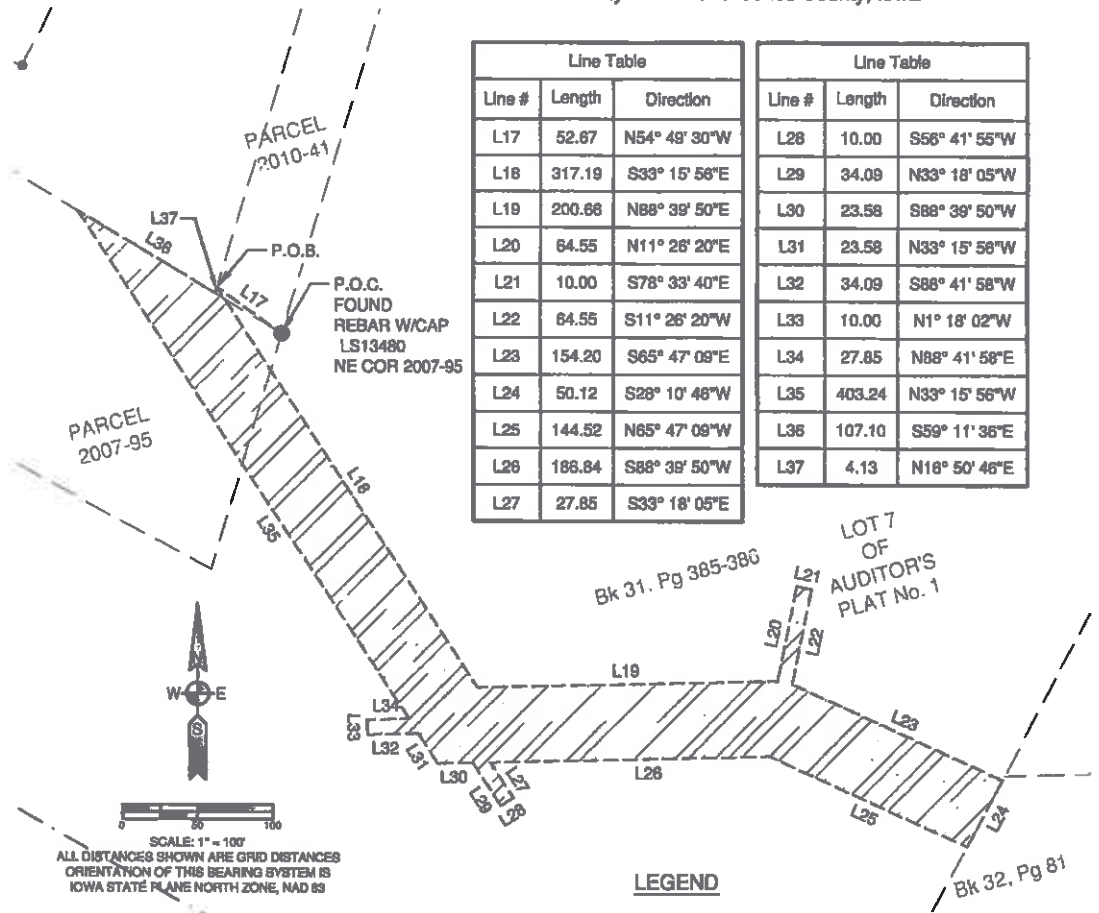 County, Iowa
Line Table
Line # Length Direction
L17 52.67 N54° 49' 30"W
L18 317.19 S33° 15' 56"E
L19 200.66 N88° 39' 50"E
L20 64.55 N11° 26' 20"E
L21 10.00 S78° 33' 40"E
L22 64.55 S11° 26' 20"W
L23 154.20 S65° 47' 09"E
L24 50.12 S28° 10' 46"W
L25 144.52 N65° 47' 09"W
L26 186.84 S88° 39' 50"W
L27 27.85 S33° 18' 05"E
Line Table
Line # Length Direction
L28 10.00 S56° 41' 55"W
L29 34.09 N33° 18' 05"W
L30 23.58 S88° 39' 50"W
L31 23.58 N33° 15' 56"W
L32 34.09 S88° 41' 58"W
L33 10.00 N1° 18' 02"W
L34 27.85 N88° 41' 58"E
L35 403.24 N33° 15' 56"W
L36 107.10 S59° 11' 36"E
L37 4.13 N16° 50' 46"E
PARCEL
2010-41
L37
L36
P.O.B.
L17
P.O.C.
FOUND
REBAR W/CAP
LS13480
NE COR 2007-95
PARCEL
2007-95
L18
L35
Bk 31. Pg 385-386
LOT 7
OF
AUDITOR'S
PLAT No. 1
L21
L20
L22
L19
L23
L34
L33
L32
L31
L30
L29
L27
L28
L26
L25
L24
N
W
E
S
0 50 100
SCALE: 1" = 100'
ALL DISTANCES SHOWN ARE GRID DISTANCES
ORIENTATION OF THIS BEARING SYSTEM IS
IOWA STATE PLANE NORTH ZONE, NAD 83
LEGEND
Bk 32, Pg 81